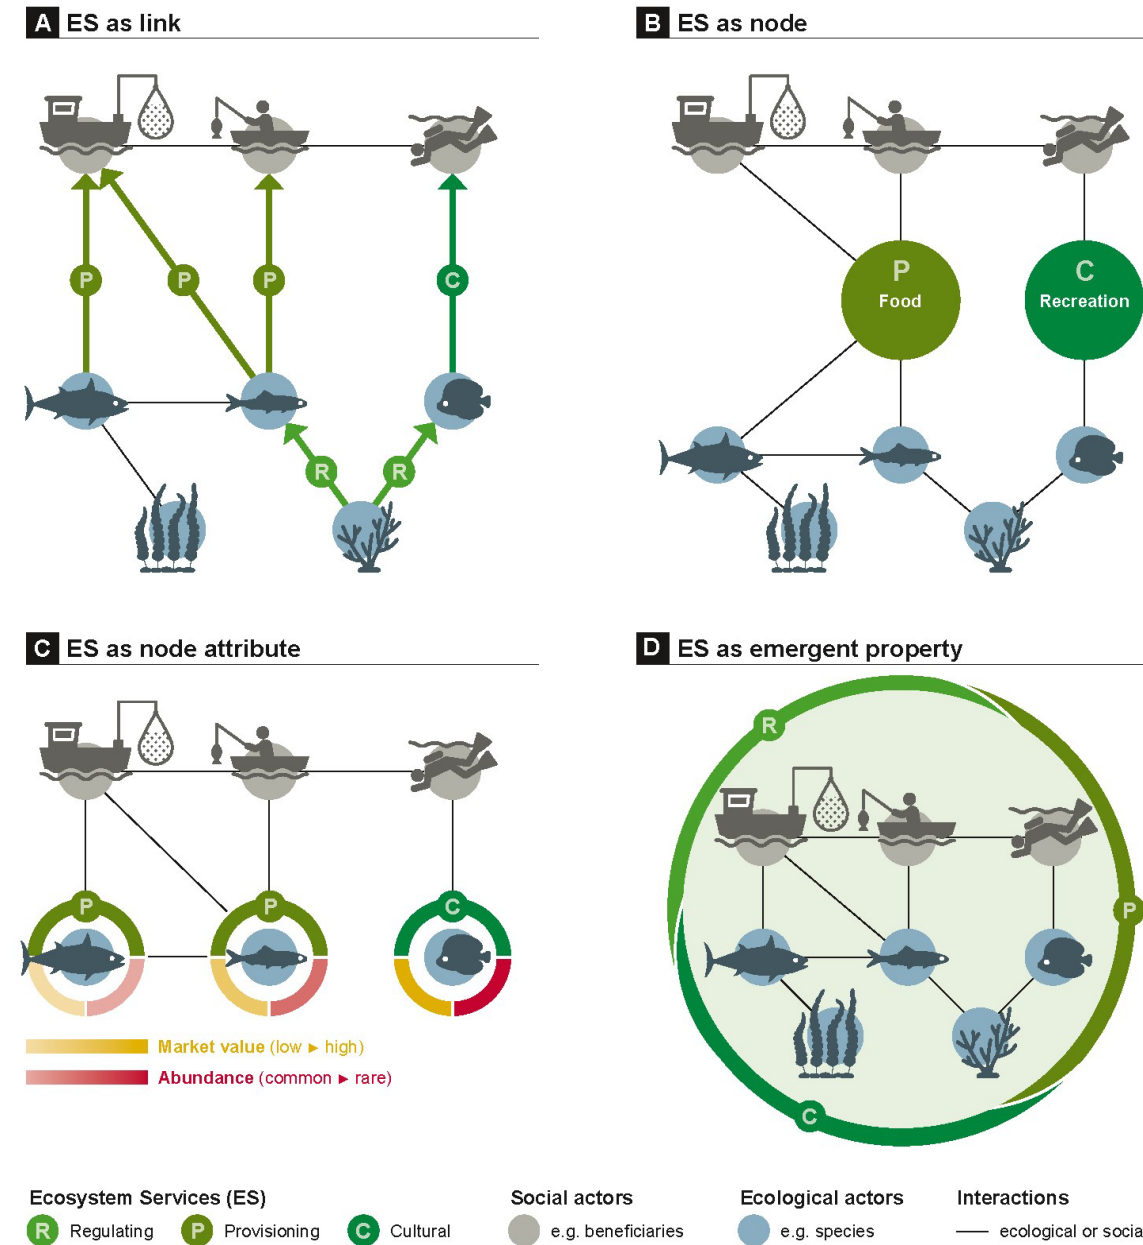 A ES as link
B ES as node
P
P
P
C
P
Food
C
Recreation
R
R
C ES as node attribute
D ES as emergent property
R
P
P
C
P
C
Market value (low ► high)
Abundance (common ► rare)
Ecosystem Services (ES)
Social actors
Ecological actors
Interactions
R Regulating
P Provisioning
C Cultural
e.g. beneficiaries
e.g. species
ecological or social